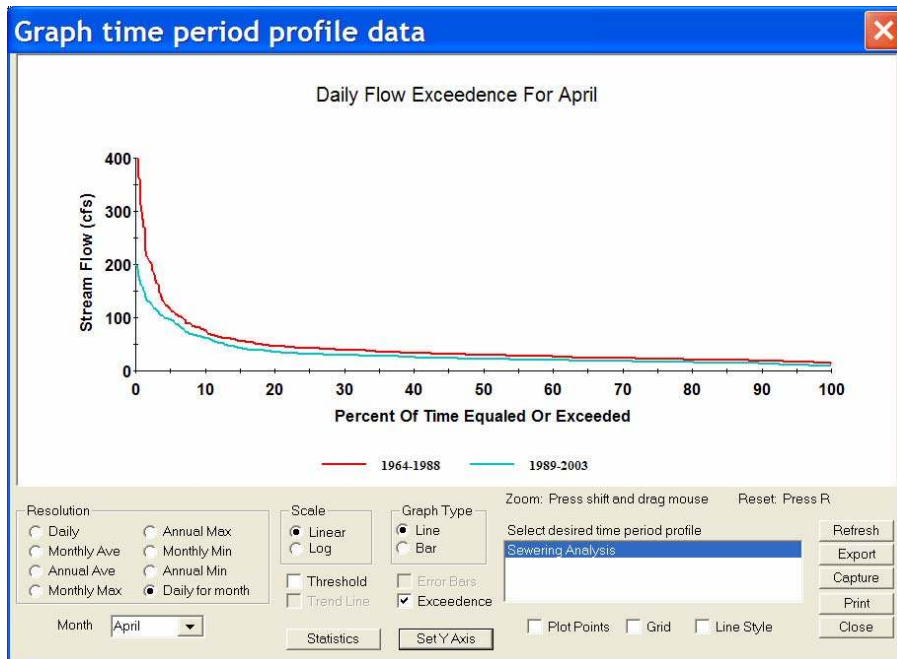 Graph time period profile data
Daily Flow Exceedence For April
Stream Flow (cfs)
400
300
200
100
0
0 10 20 30 40 50 60 70 80 90 100
Percent Of Time Equaled Or Exceeded
1964-1988 1989-2003
Zoom: Press shift and drag mouse Reset: Press R
Resolution
Daily Annual Max
Monthly Ave Monthly Min
Annual Ave Annual Min
Monthly Max Daily for month
Month April
Scale
Linear
Log
Threshold
Trend Line
Statistics
Graph Type
Line
Bar
Error Bars
Exceedence
Set Y Axis
Select desired time period profile
Sewering Analysis
Plot Points Grid Line Style
Refresh
Export
Capture
Print
Close